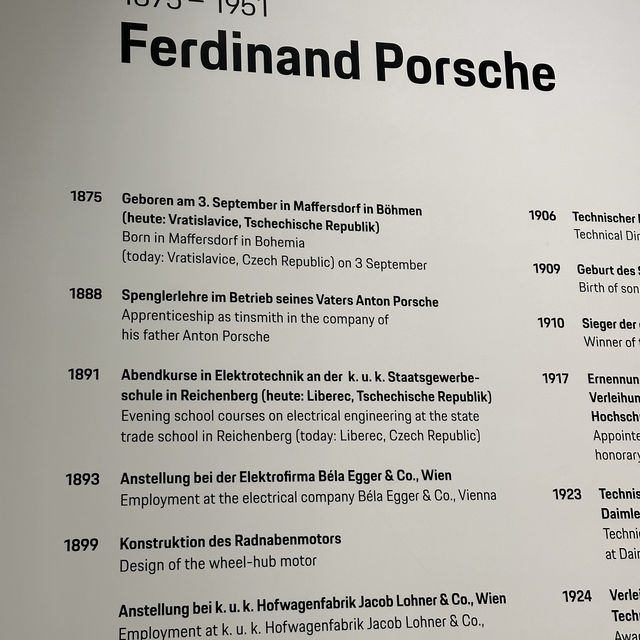 1875 – 1951
Ferdinand Porsche
1875
Geboren am 3. September in Maffersdorf in Böhmen
(heute: Vratislavice, Tschechische Republik)
Born in Maffersdorf in Bohemia
(today: Vratislavice, Czech Republic) on 3 September
1888
Spenglerlehre im Betrieb seines Vaters Anton Porsche
Apprenticeship as tinsmith in the company of
his father Anton Porsche
1891
Abendkurse in Elektrotechnik an der k. u. k. Staatsgewerbe-
schule in Reichenberg (heute: Liberec, Tschechische Republik)
Evening school courses on electrical engineering at the state
trade school in Reichenberg (today: Liberec, Czech Republic)
1893
Anstellung bei der Elektrofirma Béla Egger & Co., Wien
Employment at the electrical company Béla Egger & Co., Vienna
1899
Konstruktion des Radnabenmotors
Design of the wheel-hub motor
Anstellung bei k. u. k. Hofwagenfabrik Jacob Lohner & Co., Wien
Employment at k. u. k. Hofwagenfabrik Jacob Lohner & Co.,
1906
Technischer
Technical Dir
1909
Geburt des
Birth of son
1910
Sieger der
Winner of
1917
Ernennun
Verleihun
Hochsch
Appointe
honorary
1923
Technis
Daimle
Techni
at Dai
1924
Verlei
Tech
Awa